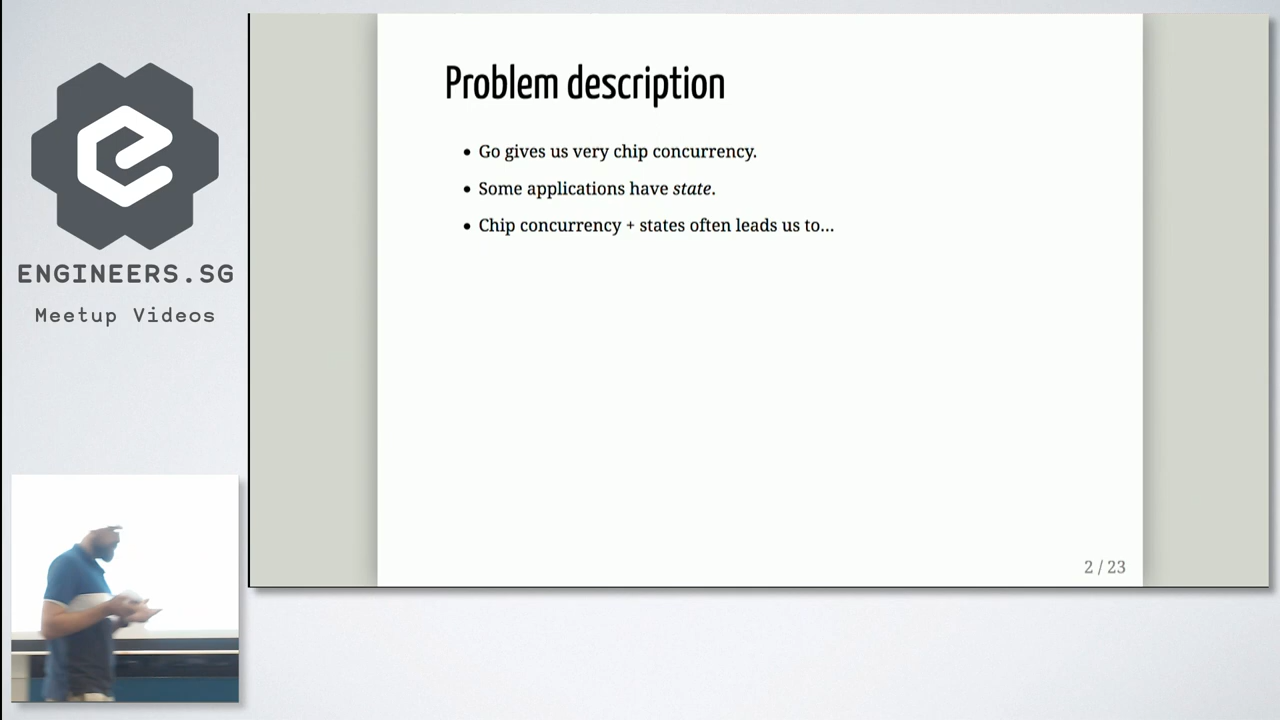 ENGINEERS.SG
Meetup Videos
Problem description
Go gives us very chip concurrency.
Some applications have state.
Chip concurrency + states often leads us to...
2 / 23